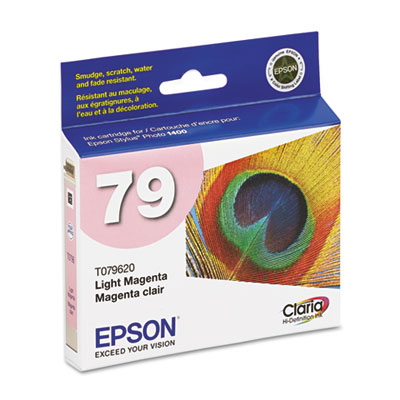 Smudge, scratch, water
and fade resistant.
Résistant au maculage,
aux égratignures, à
l'eau et à la décoloration.
EPSON
Ink cartridge for / Cartouche d'encre pour
Epson Stylus Photo 1400
79
T079620
Light Magenta
Magenta clair
EPSON
EXCEED YOUR VISION
Claria
Hi-Definition Ink